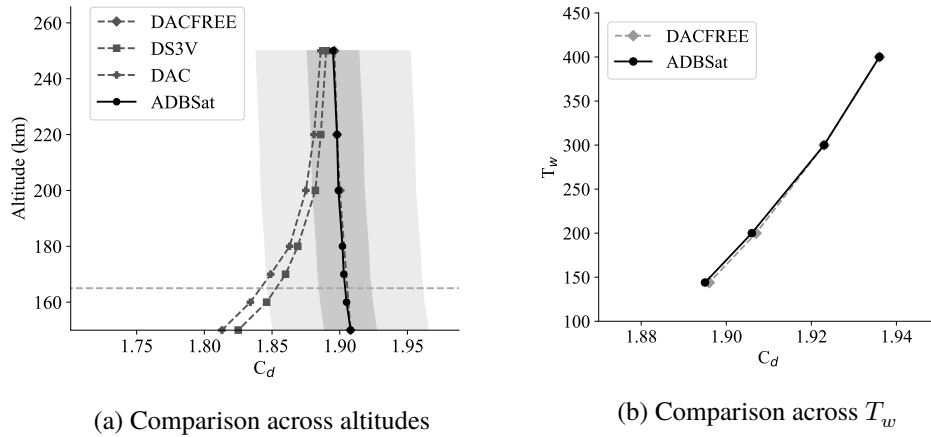 260
240
220
200
180
160
Altitude (km)
DACFREE
DS3V
DAC
ADBSat
1.75
1.80
1.85
1.90
1.95
C_d
(a) Comparison across altitudes
450
400
350
300
250
200
150
100
T_w
DACFREE
ADBSat
1.88
1.90
1.92
1.94
C_d
(b) Comparison across T_w